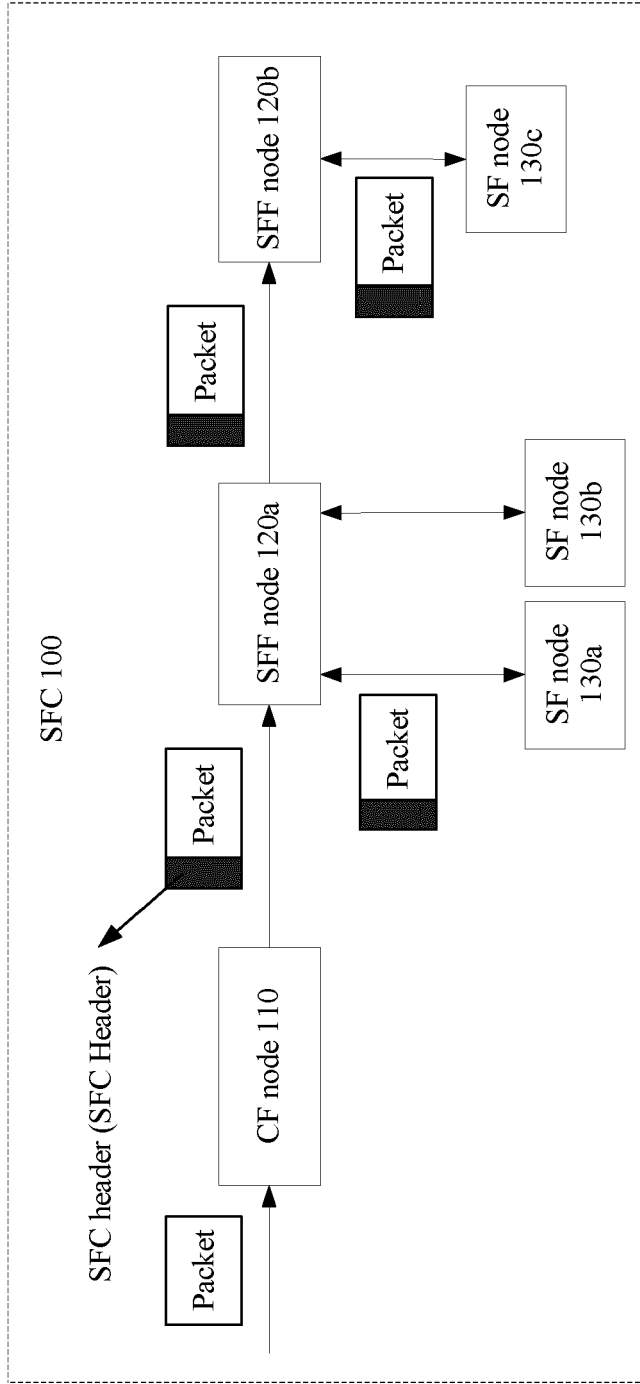 SFC 100
SFC header (SFC Header)
Packet
Packet
Packet
CF node 110
SFF node 120a
SFF node 120b
Packet
Packet
SF node
130a
SF node
130b
SF node
130c